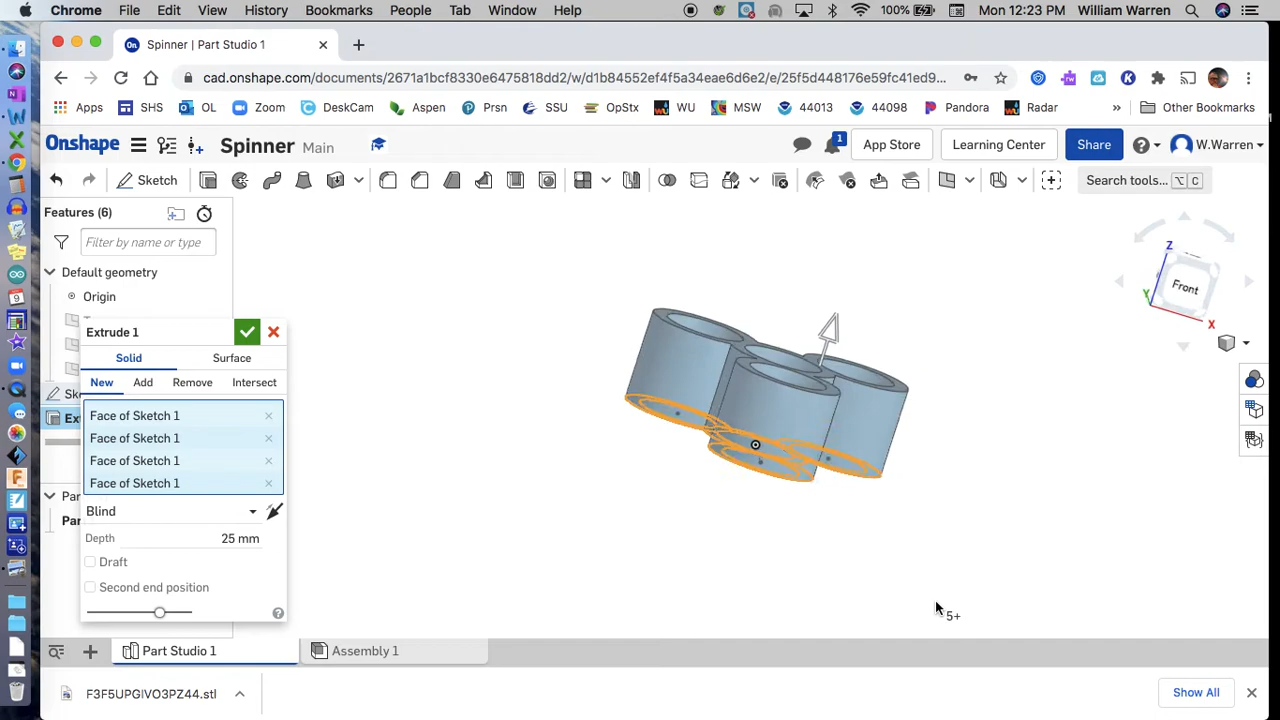 Chrome File Edit View History Bookmarks People Tab Window Help 100% Mon 12:23 PM William Warren
On Spinner | Part Studio 1
cad.onshape.com/documents/2671a1bcf8330e6475818dd2/w/d1b84552ef4f5a34eae6d6e2/e/25f5d448176e59fc41ed9...
Apps SHS OL Zoom DeskCam Aspen Prsn SSU OpStx WU MSW 44013 44098 Pandora Radar » Other Bookmarks
Onshape Spinner Main 1 App Store Learning Center Share W.Warren
Sketch Search tools... ⌥ C
Features (6)
Filter by name or type
Default geometry
Origin
Extrude 1
Solid Surface
New Add Remove Intersect
Ske
Face of Sketch 1
Ext
Face of Sketch 1
Face of Sketch 1
Face of Sketch 1
Blind
Depth 25 mm
Draft
Second end position
Z
Front
Y
X
5+
Part Studio 1 Assembly 1
F3F5UPGIVO3PZ44.stl Show All